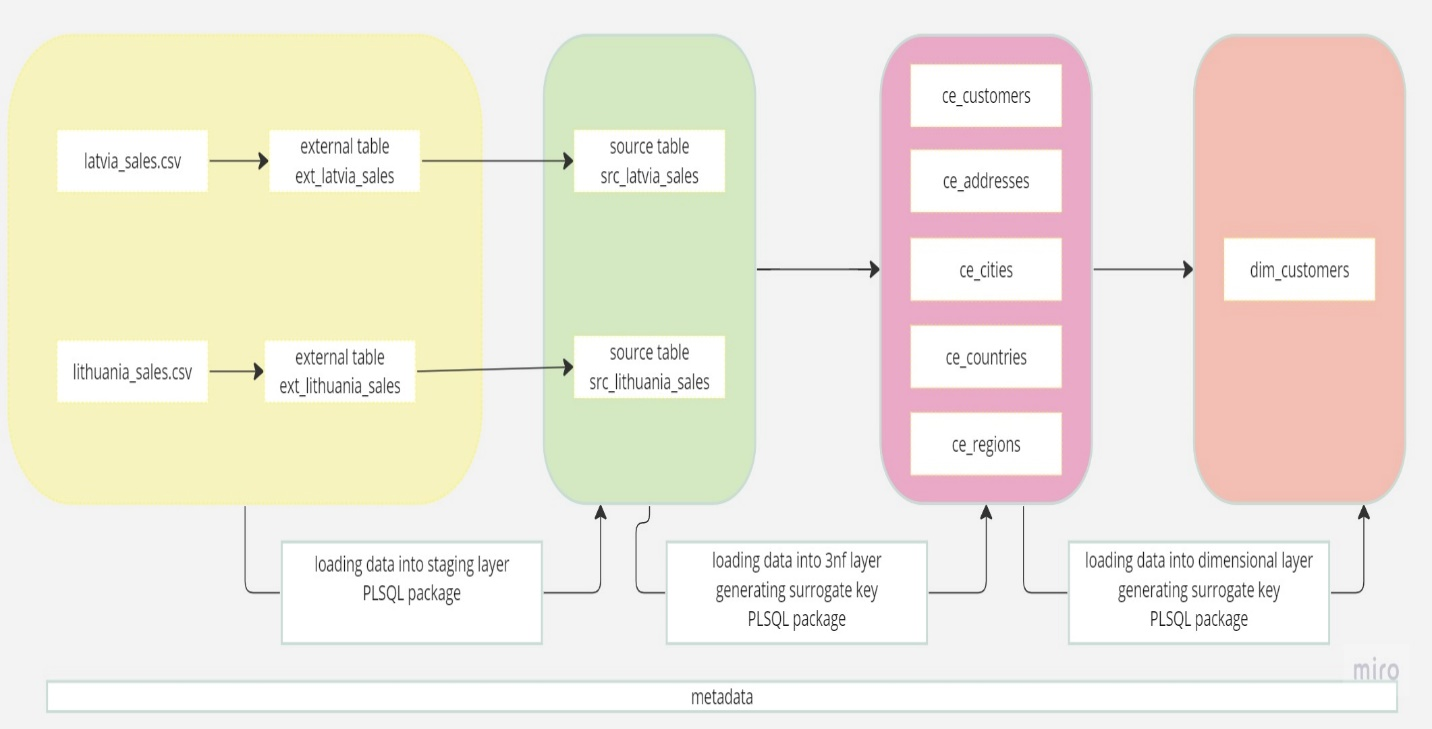 latvia_sales.csv
external table
ext_latvia_sales
source table
src_latvia_sales
lithuania_sales.csv
external table
ext_lithuania_sales
source table
src_lithuania_sales
ce_customers
ce_addresses
ce_cities
ce_countries
ce_regions
dim_customers
loading data into staging layer
PLSQL package
loading data into 3nf layer
generating surrogate key
PLSQL package
loading data into dimensional layer
generating surrogate key
PLSQL package
miro
metadata